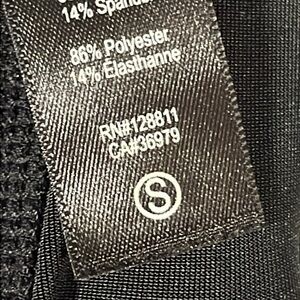 14% Spandex
86% Polyester
14% Elasthanne
RN#128811
CA#36979
S